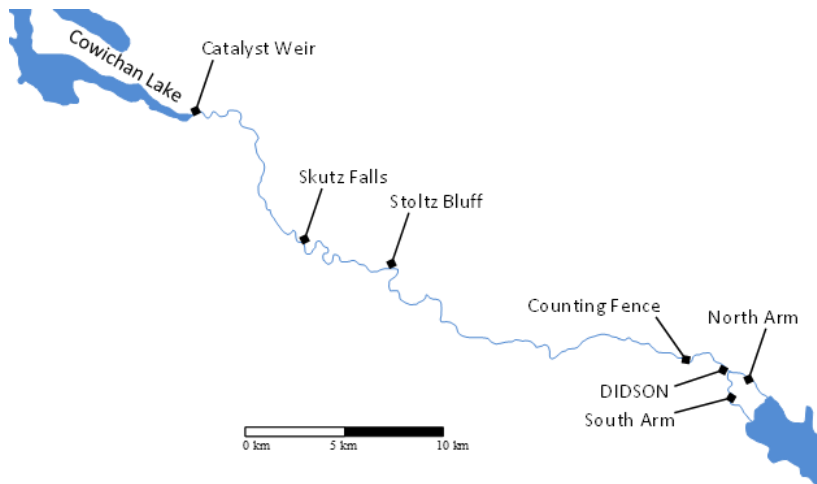 Catalyst Weir
Cowichan Lake
Skutz Falls
Stoltz Bluff
Counting Fence
North Arm
DIDSON
South Arm
0 km 5 km 10 km